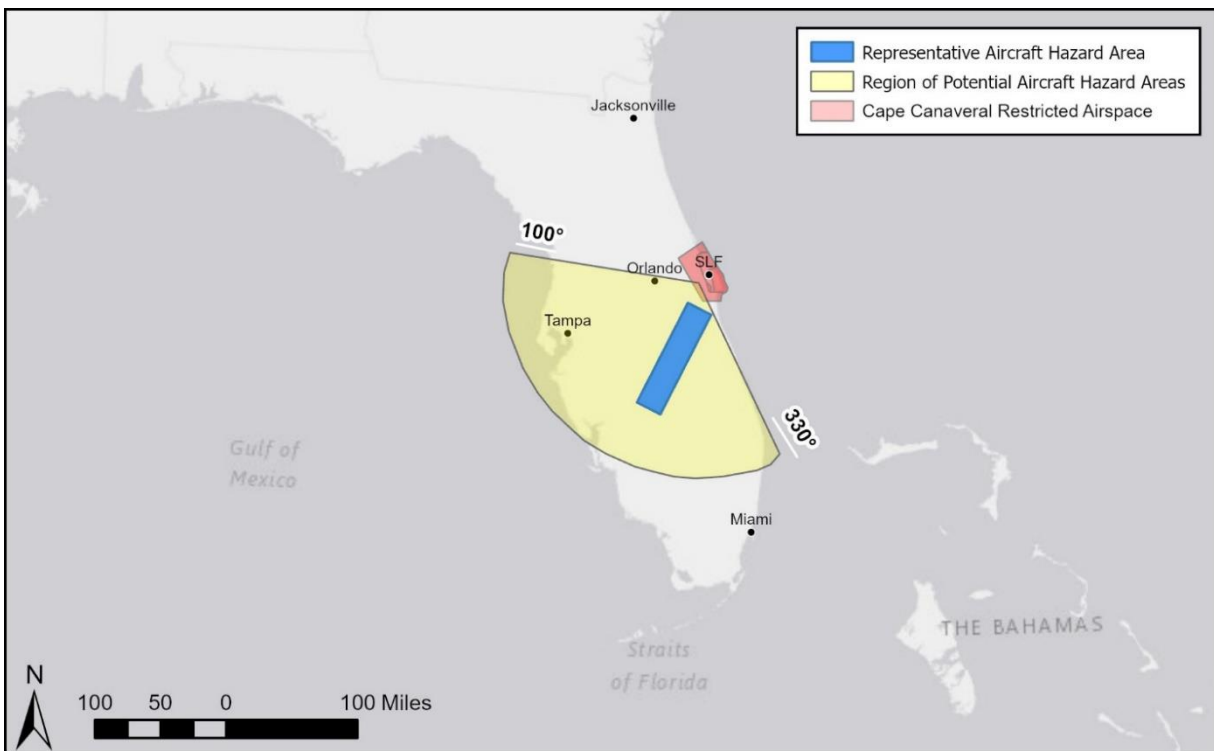 Representative Aircraft Hazard Area
Region of Potential Aircraft Hazard Areas
Cape Canaveral Restricted Airspace
Jacksonville
100°
SLF
Orlando
Tampa
330°
Gulf of
Mexico
Miami
THE BAHAMAS
Straits
of Florida
N
100 50 0 100 Miles